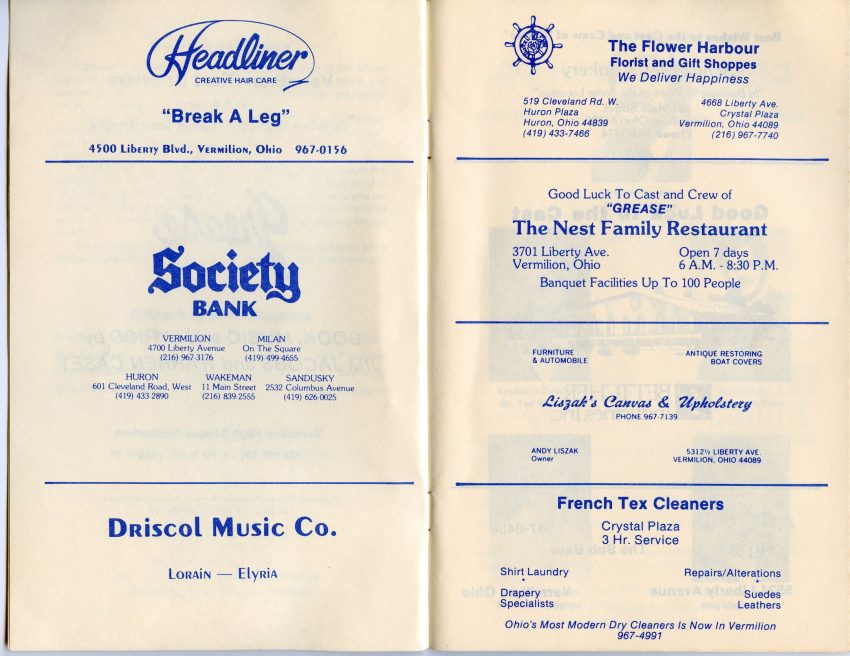 Headliner
CREATIVE HAIR CARE
"Break A Leg"
4500 Liberty Blvd., Vermilion, Ohio 967-0156
Society
BANK
VERMILION
4700 Liberty Avenue
(216) 967-3176
MILAN
On The Square
(419) 499-4655
HURON
601 Cleveland Road, West
(419) 433-2890
WAKEMAN
11 Main Street
(216) 839-2555
SANDUSKY
2532 Columbus Avenue
(419) 626-0025
Driscol Music Co.
Lorain — Elyria
The Flower Harbour
Florist and Gift Shoppes
We Deliver Happiness
519 Cleveland Rd. W.
Huron Plaza
Huron, Ohio 44839
(419) 433-7466
4668 Liberty Ave.
Crystal Plaza
Vermilion, Ohio 44089
(216) 967-7740
Good Luck To Cast and Crew of
"GREASE"
The Nest Family Restaurant
3701 Liberty Ave.
Vermilion, Ohio
Open 7 days
6 A.M. - 8:30 P.M.
Banquet Facilities Up To 100 People
FURNITURE
& AUTOMOBILE
ANTIQUE RESTORING
BOAT COVERS
Liszak's Canvas & Upholstery
PHONE 967-7139
ANDY LISZAK
Owner
5312½ LIBERTY AVE.
VERMILION, OHIO 44089
French Tex Cleaners
Crystal Plaza
3 Hr. Service
Shirt Laundry
*
Drapery
Specialists
Repairs/Alterations
*
Suedes
Leathers
Ohio's Most Modern Dry Cleaners Is Now In Vermilion
967-4991